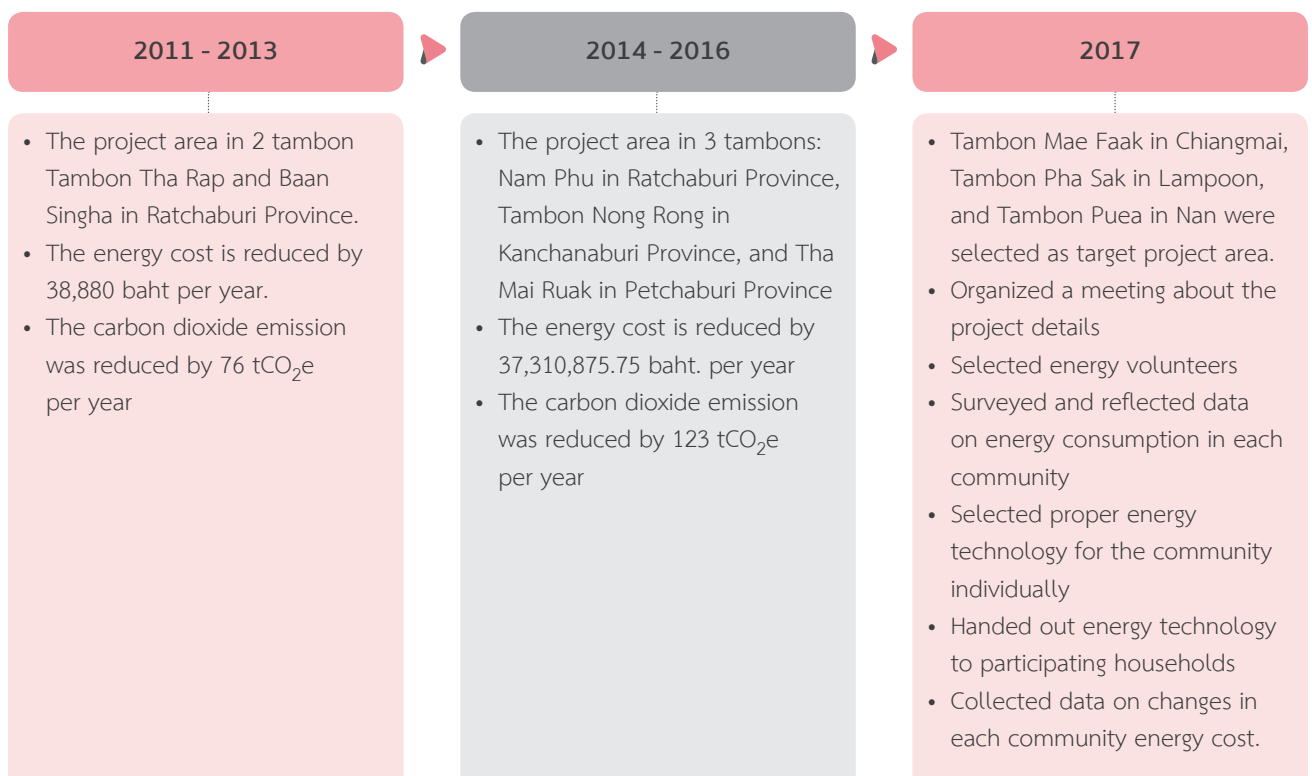 2011 - 2013
• The project area in 2 tambon
Tambon Tha Rap and Baan
Singha in Ratchaburi Province.
• The energy cost is reduced by
38,880 baht per year.
• The carbon dioxide emission
was reduced by 76 tCO₂e
per year
2014 - 2016
• The project area in 3 tambons:
Nam Phu in Ratchaburi Province,
Tambon Nong Rong in
Kanchanaburi Province, and Tha
Mai Ruak in Petchaburi Province
• The energy cost is reduced by
37,310,875.75 baht. per year
• The carbon dioxide emission
was reduced by 123 tCO₂e
per year
2017
• Tambon Mae Faak in Chiangmai,
Tambon Pha Sak in Lampoon,
and Tambon Puea in Nan were
selected as target project area.
• Organized a meeting about the
project details
• Selected energy volunteers
• Surveyed and reflected data
on energy consumption in each
community
• Selected proper energy
technology for the community
individually
• Handed out energy technology
to participating households
• Collected data on changes in
each community energy cost.